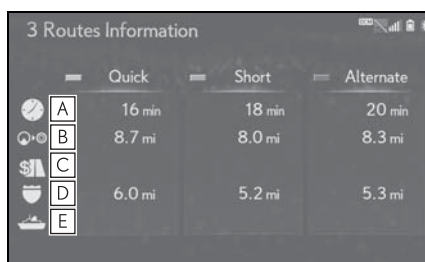 3 Routes Information
DCM
Quick Short Alternate
A 16 min 18 min 20 min
B 8.7 mi 8.0 mi 8.3 mi
$ C
D 6.0 mi 5.2 mi 5.3 mi
E